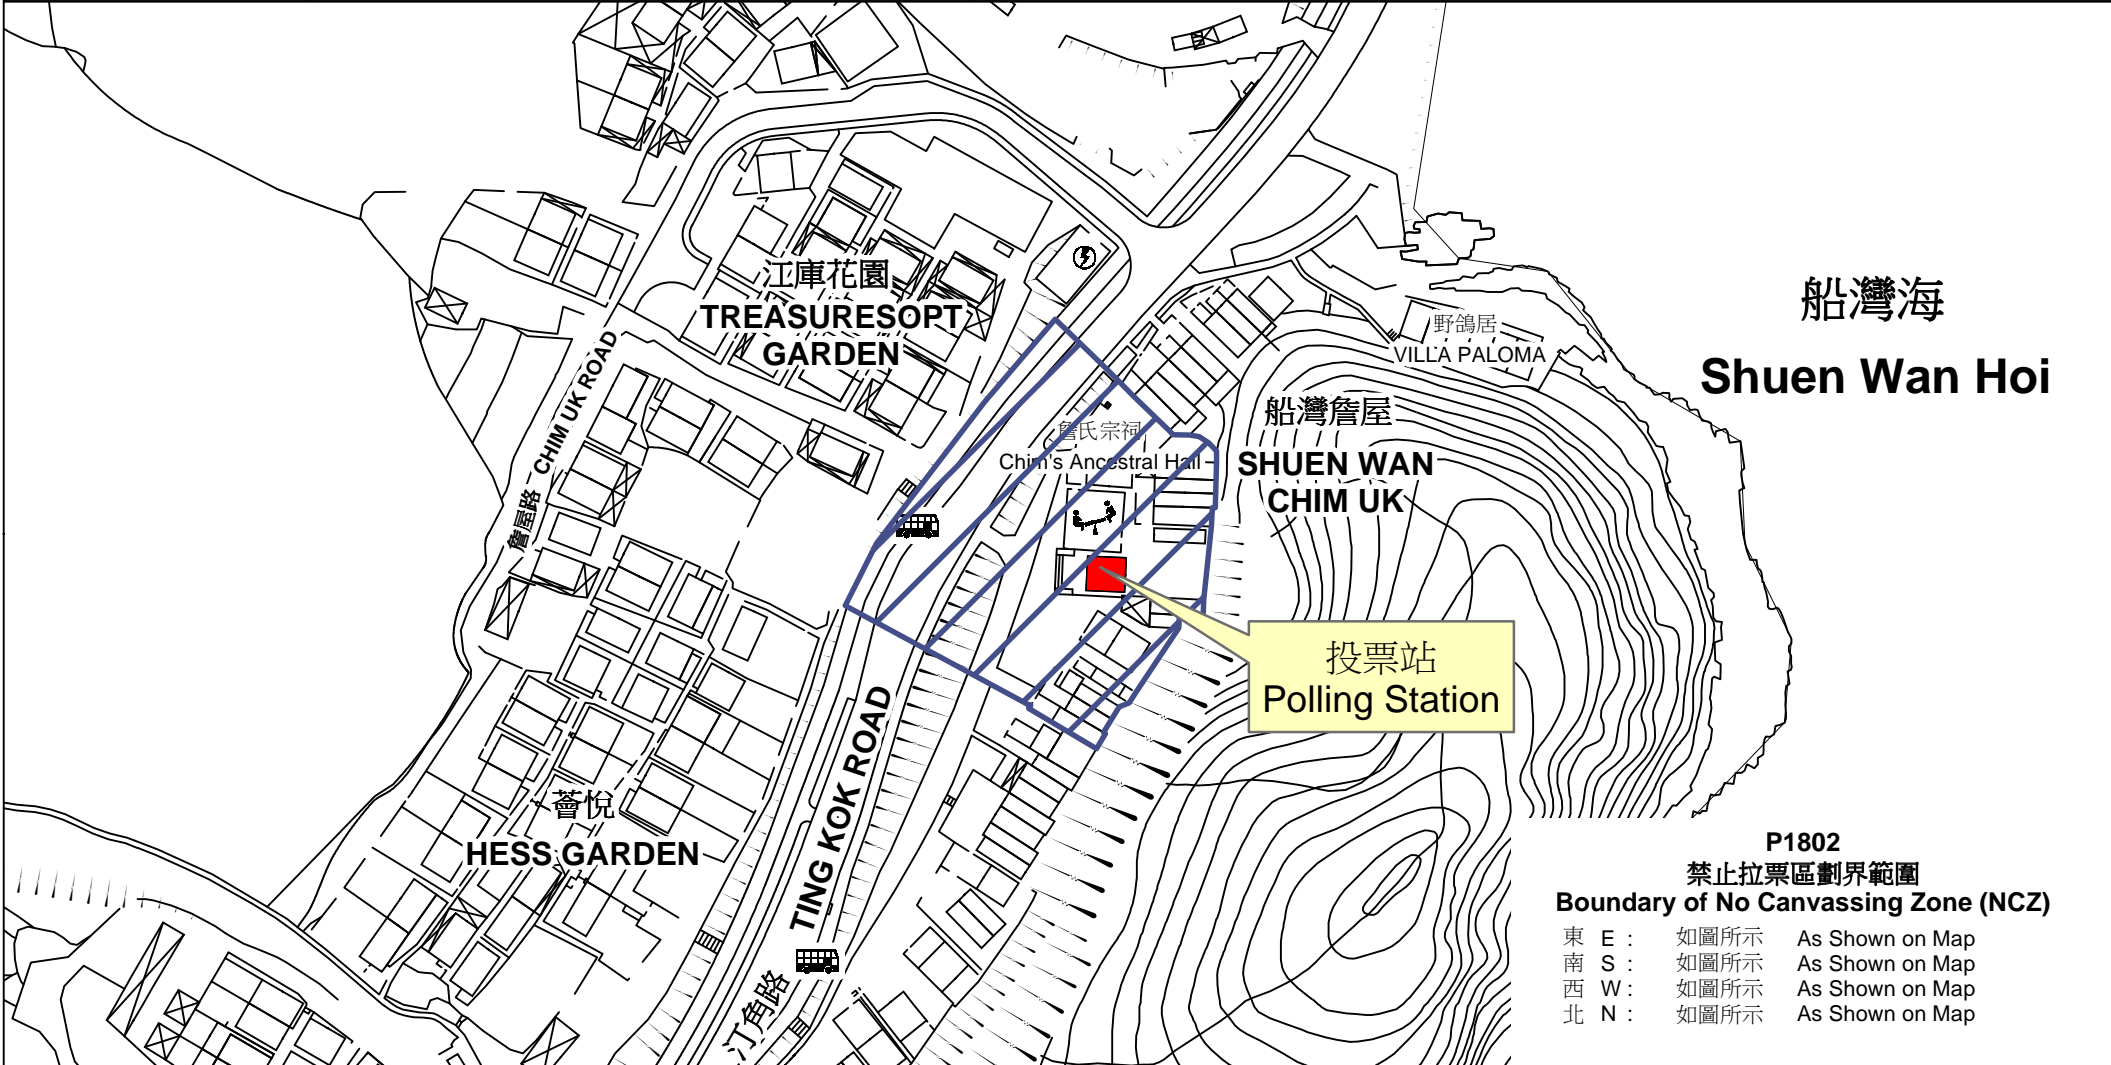 江庫花園
TREASURESOPT
GARDEN
詹屋路 CHIM UK ROAD
野鴿居
VILLA PALOMA
船灣海
Shuen Wan Hoi
船灣詹屋
SHUEN WAN
CHIM UK
詹氏宗祠
Chim's Ancestral Hall
投票站
Polling Station
薈悅
HESS GARDEN
汀角路 TING KOK ROAD
P1802
禁止拉票區劃界範圍
Boundary of No Canvassing Zone (NCZ)
東 E : 如圖所示 As Shown on Map
南 S : 如圖所示 As Shown on Map
西 W : 如圖所示 As Shown on Map
北 N : 如圖所示 As Shown on Map